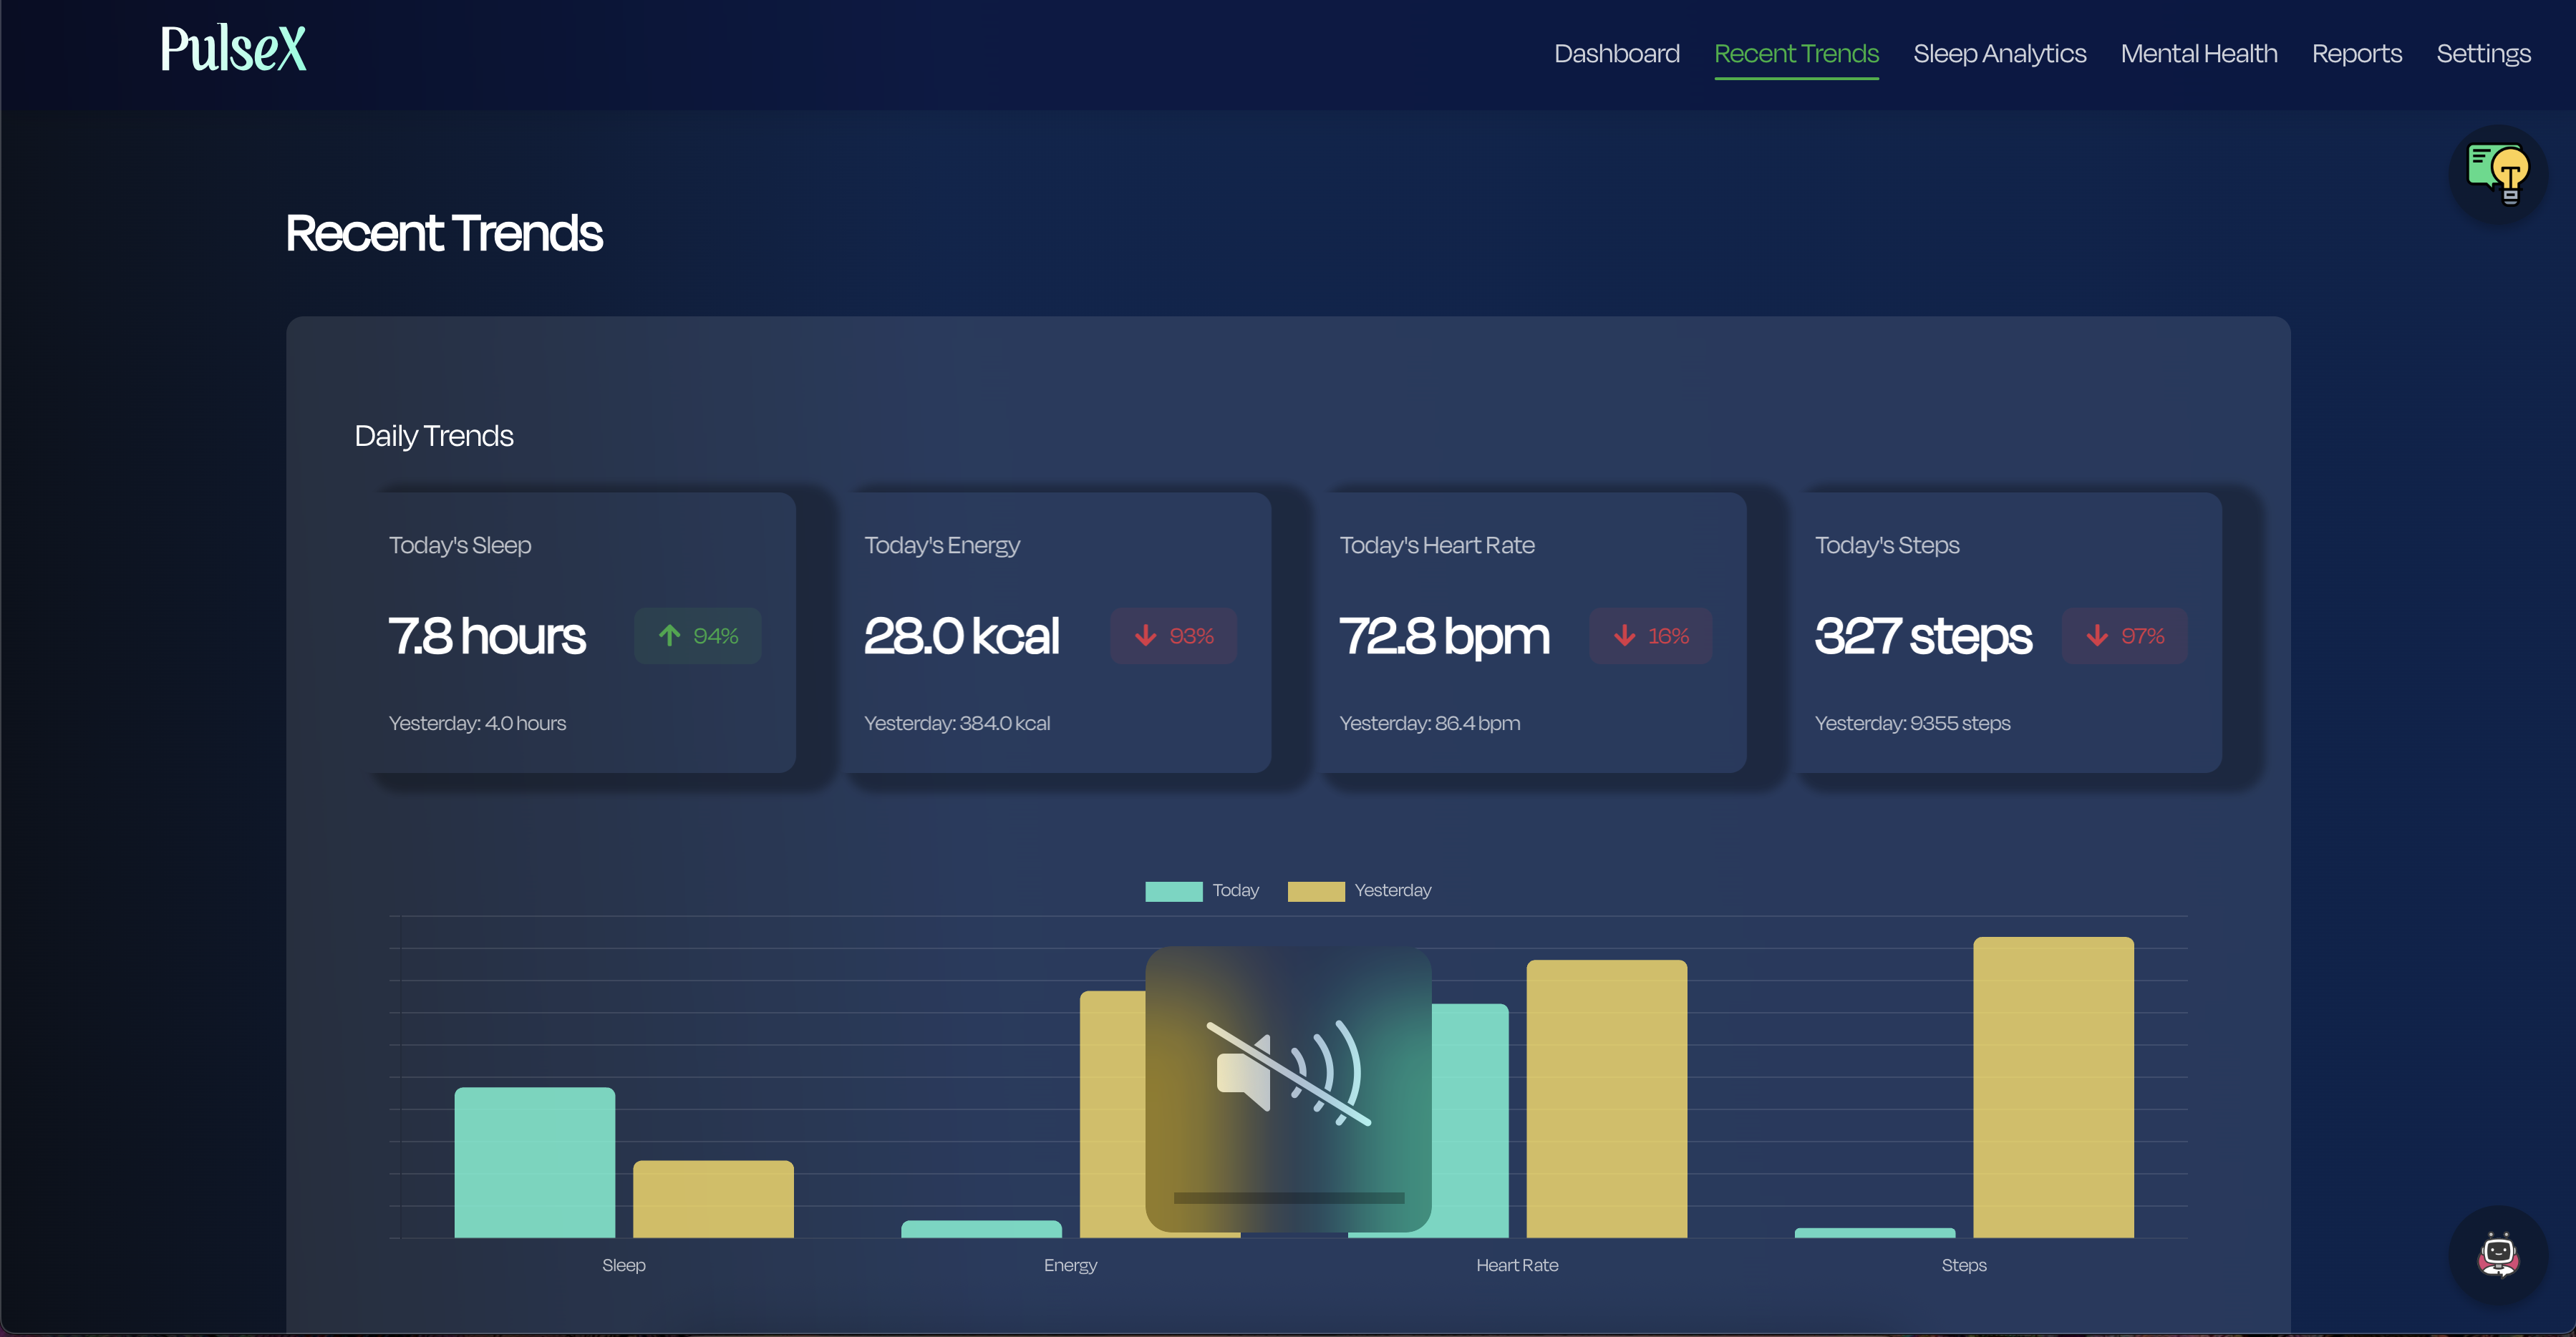 PulseX
Dashboard Recent Trends Sleep Analytics Mental Health Reports Settings
Recent Trends
Daily Trends
Today's Sleep
7.8 hours 94%
Yesterday: 4.0 hours
Today's Energy
28.0 kcal 93%
Yesterday: 384.0 kcal
Today's Heart Rate
72.8 bpm 16%
Yesterday: 86.4 bpm
Today's Steps
327 steps 97%
Yesterday: 9355 steps
Today Yesterday
Sleep Energy Heart Rate Steps